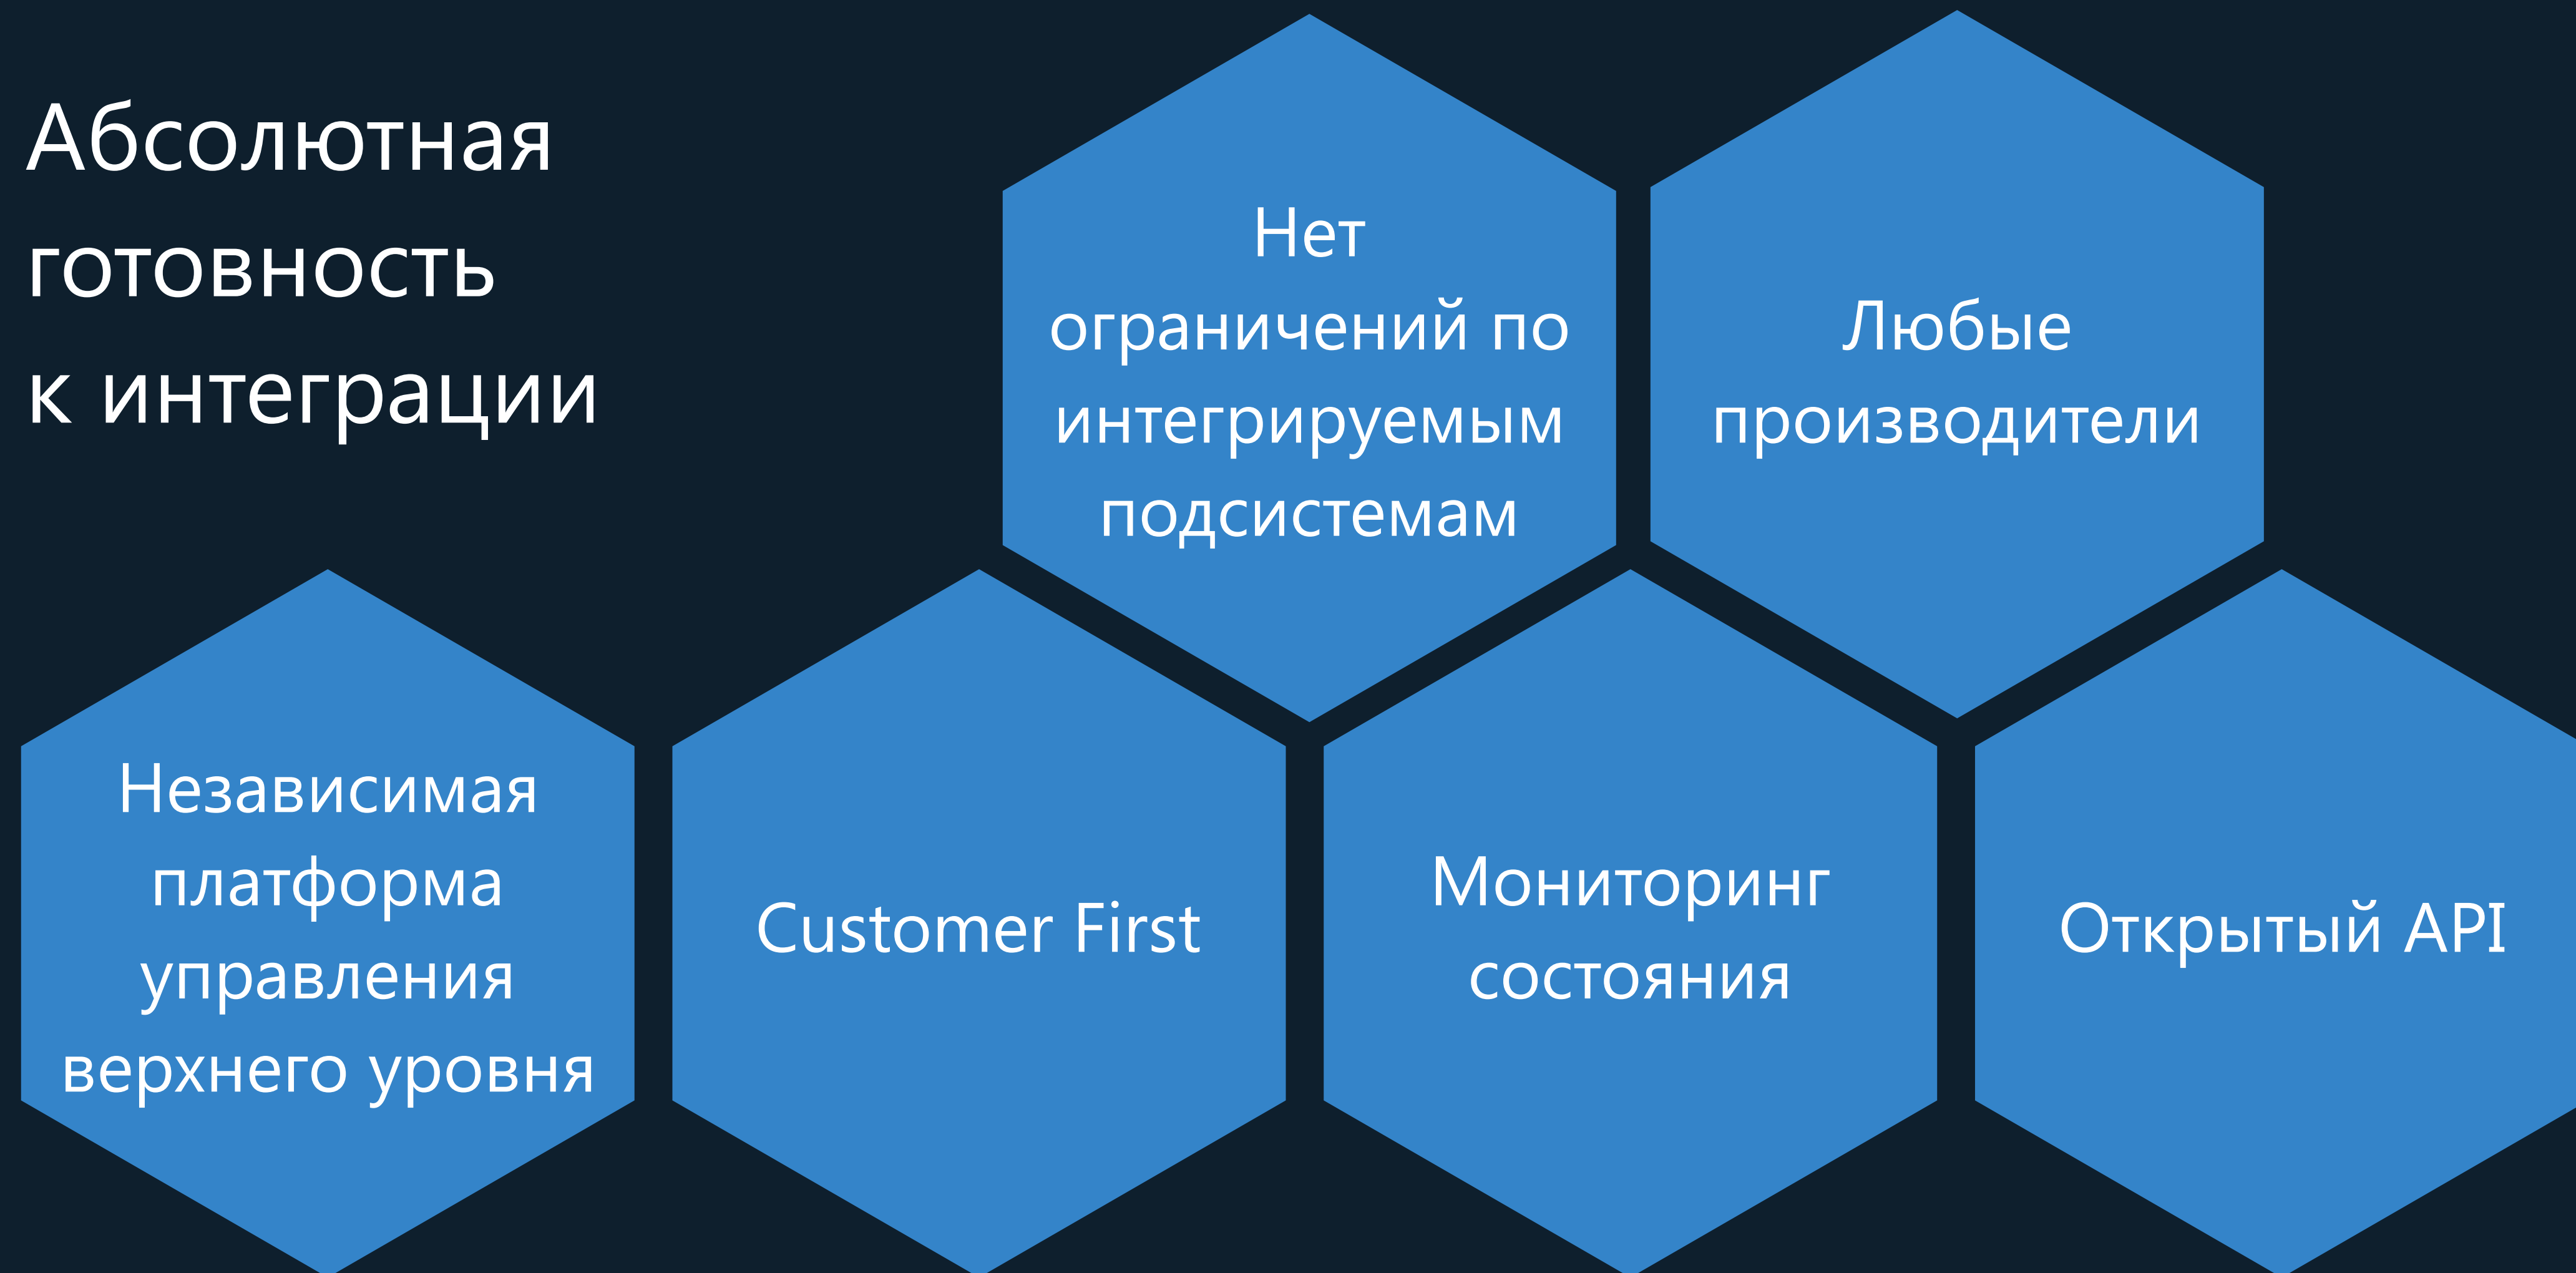 Абсолютная
готовность
к интеграции
Нет
ограничений по
интегрируемым
подсистемам
Любые
производители
Независимая
платформа
управления
верхнего уровня
Customer First
Мониторинг
состояния
Открытый API